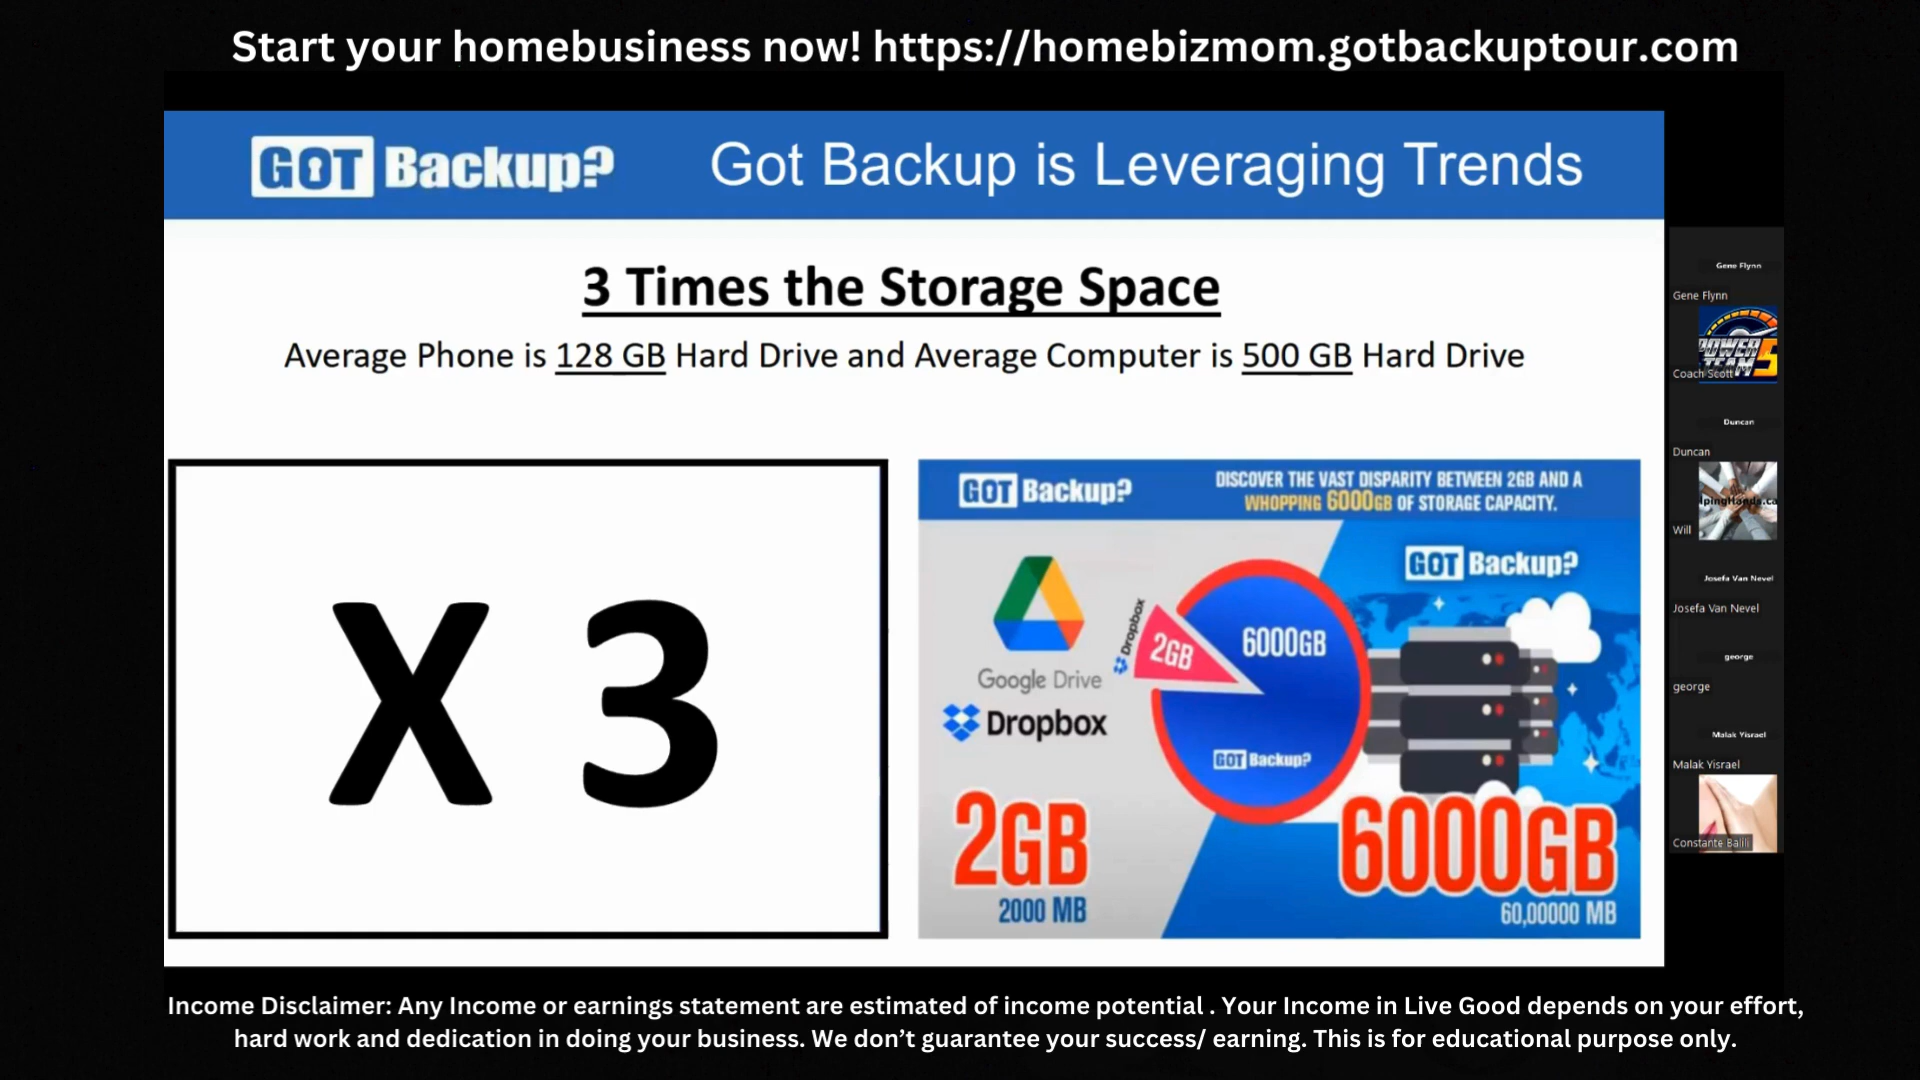 Start your homebusiness now! https://homebizmom.gotbackuptour.com
GOT Backup?
Got Backup is Leveraging Trends
3 Times the Storage Space
Average Phone is 128 GB Hard Drive and Average Computer is 500 GB Hard Drive
X 3
GOT Backup?
DISCOVER THE VAST DISPARITY BETWEEN 2GB AND A
WHOPPING 6000GB OF STORAGE CAPACITY.
GOT Backup?
Google Drive
Dropbox
Dropbox
2GB
6000GB
GOT Backup?
2GB
2000 MB
6000GB
60,00000 MB
Gene Flynn
Gene Flynn
POWER
TEAM 5
Coach Scott
Duncan
Duncan
lpingHands.ca
Will
Josefa Van Nevel
Josefa Van Nevel
george
george
Malak Yisrael
Malak Yisrael
Constante Balili
Income Disclaimer: Any Income or earnings statement are estimated of income potential . Your Income in Live Good depends on your effort,
hard work and dedication in doing your business. We don’t guarantee your success/ earning. This is for educational purpose only.